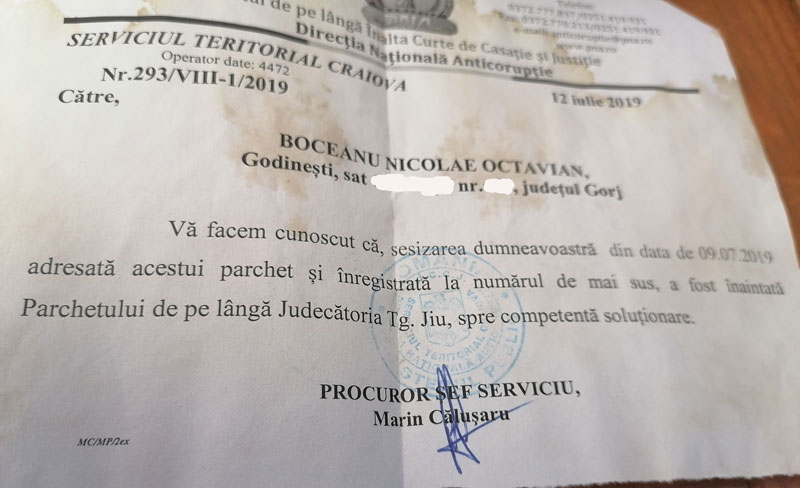 de pe lângă Înalta Curte de Casație și Justiție
Direcția Națională Anticorupție
Telefon:
SERVICIUL TERITORIAL CRAIOVA
Operator date: 4472
Nr.293/VIII-1/2019
12 iulie 2019
Către,
BOCEANU NICOLAE OCTAVIAN,
Godinești, sat nr. , județul Gorj
Vă facem cunoscut că, sesizarea dumneavoastră din data de 09.07.2019
adresată acestui parchet și înregistrată la numărul de mai sus, a fost înaintată
Parchetului de pe lângă Judecătoria Tg. Jiu, spre competentă soluționare.
PROCUROR ȘEF SERVICIU,
Marin Călușaru
MC/MP/2ex